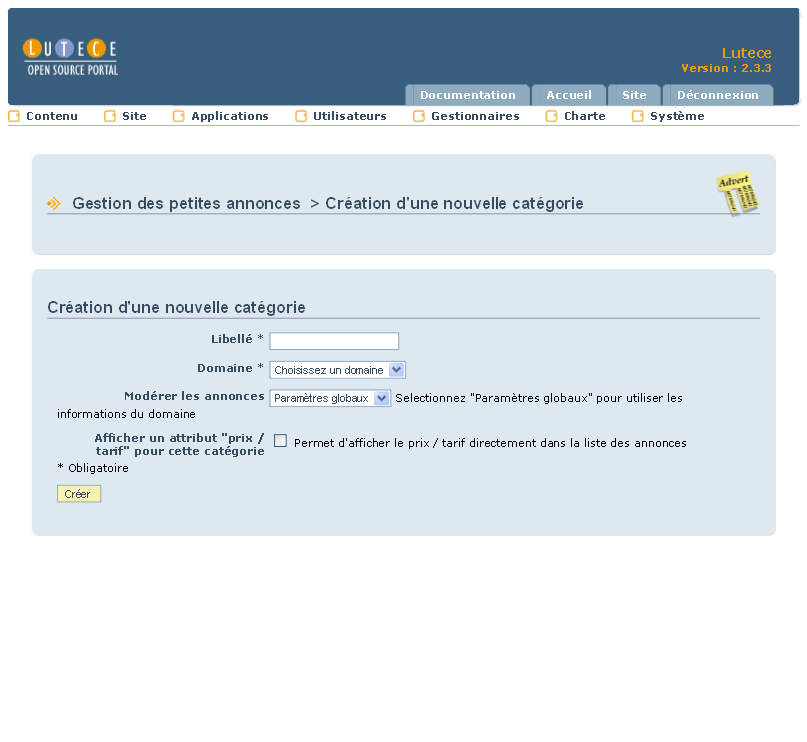 LUTECE
OPEN SOURCE PORTAL
Lutece
Version : 2.3.3
Documentation Accueil Site Déconnexion
Contenu Site Applications Utilisateurs Gestionnaires Charte Système
Advert
Gestion des petites annonces > Création d'une nouvelle catégorie
Création d'une nouvelle catégorie
Libellé *
Domaine * Choisissez un domaine
Modérer les annonces Paramètres globaux Selectionnez "Paramètres globaux" pour utiliser les
informations du domaine
Afficher un attribut "prix /
tarif" pour cette catégorie
Permet d'afficher le prix / tarif directement dans la liste des annonces
* Obligatoire
Créer